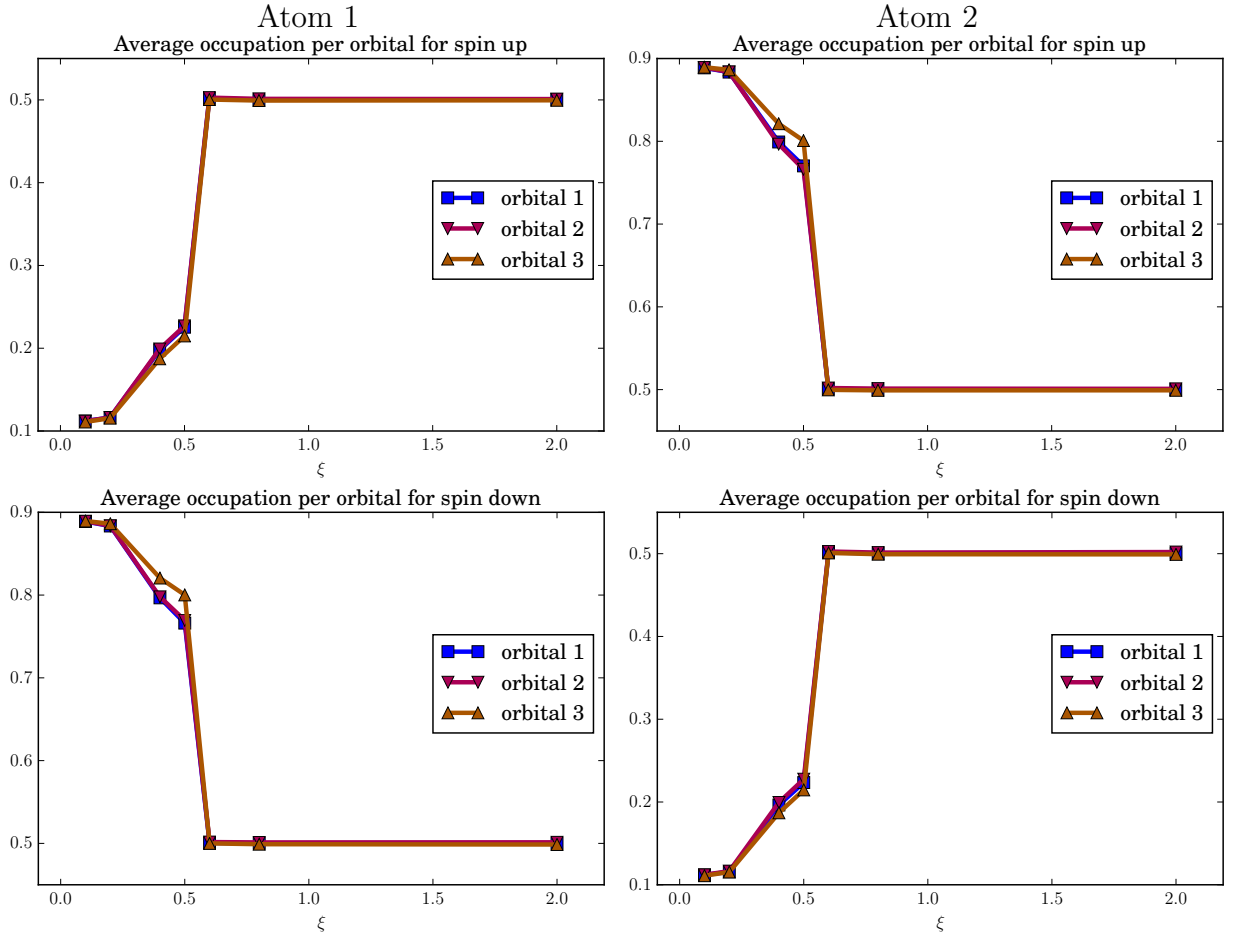 Atom 1
Atom 2
Average occupation per orbital for spin up
0.5
0.4
0.3
0.2
0.1
0.0
0.5
1.0
1.5
2.0
ξ
orbital 1
orbital 2
orbital 3
Average occupation per orbital for spin up
0.9
0.8
0.7
0.6
0.5
0.0
0.5
1.0
1.5
2.0
ξ
orbital 1
orbital 2
orbital 3
Average occupation per orbital for spin down
0.9
0.8
0.7
0.6
0.5
0.0
0.5
1.0
1.5
2.0
ξ
orbital 1
orbital 2
orbital 3
Average occupation per orbital for spin down
0.5
0.4
0.3
0.2
0.1
0.0
0.5
1.0
1.5
2.0
ξ
orbital 1
orbital 2
orbital 3